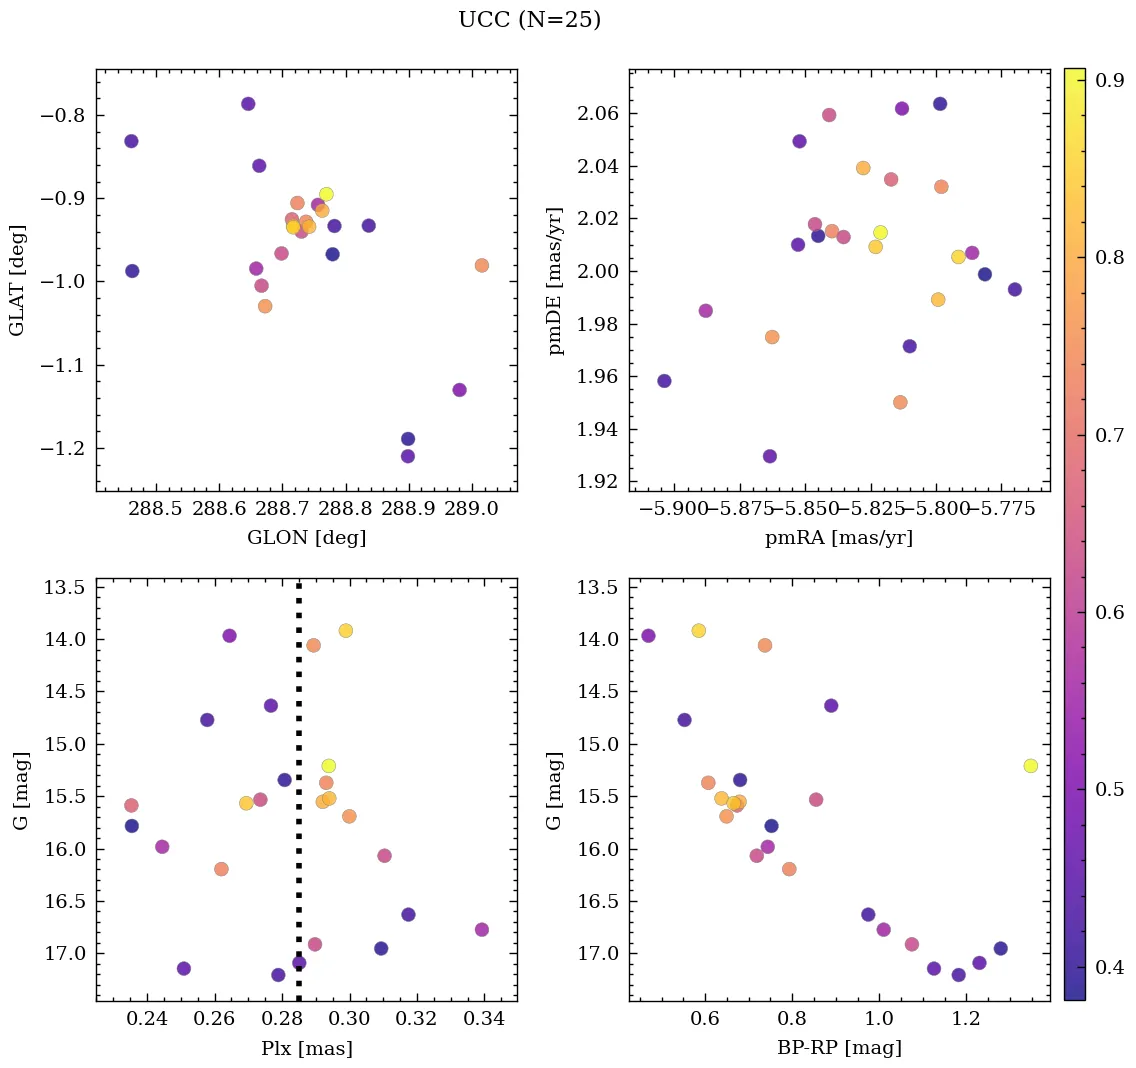 UCC (N=25)
−0.8
−0.9
−1.0
−1.1
−1.2
GLAT [deg]
288.5 288.6 288.7 288.8 288.9 289.0
GLON [deg]
2.06
2.04
2.02
2.00
1.98
1.96
1.94
1.92
pmDE [mas/yr]
−5.900 −5.875 −5.850 −5.825 −5.800 −5.775
pmRA [mas/yr]
13.5
14.0
14.5
15.0
15.5
16.0
16.5
17.0
G [mag]
0.24 0.26 0.28 0.30 0.32 0.34
Plx [mas]
13.5
14.0
14.5
15.0
15.5
16.0
16.5
17.0
G [mag]
0.6 0.8 1.0 1.2
BP-RP [mag]
0.9
0.8
0.7
0.6
0.5
0.4